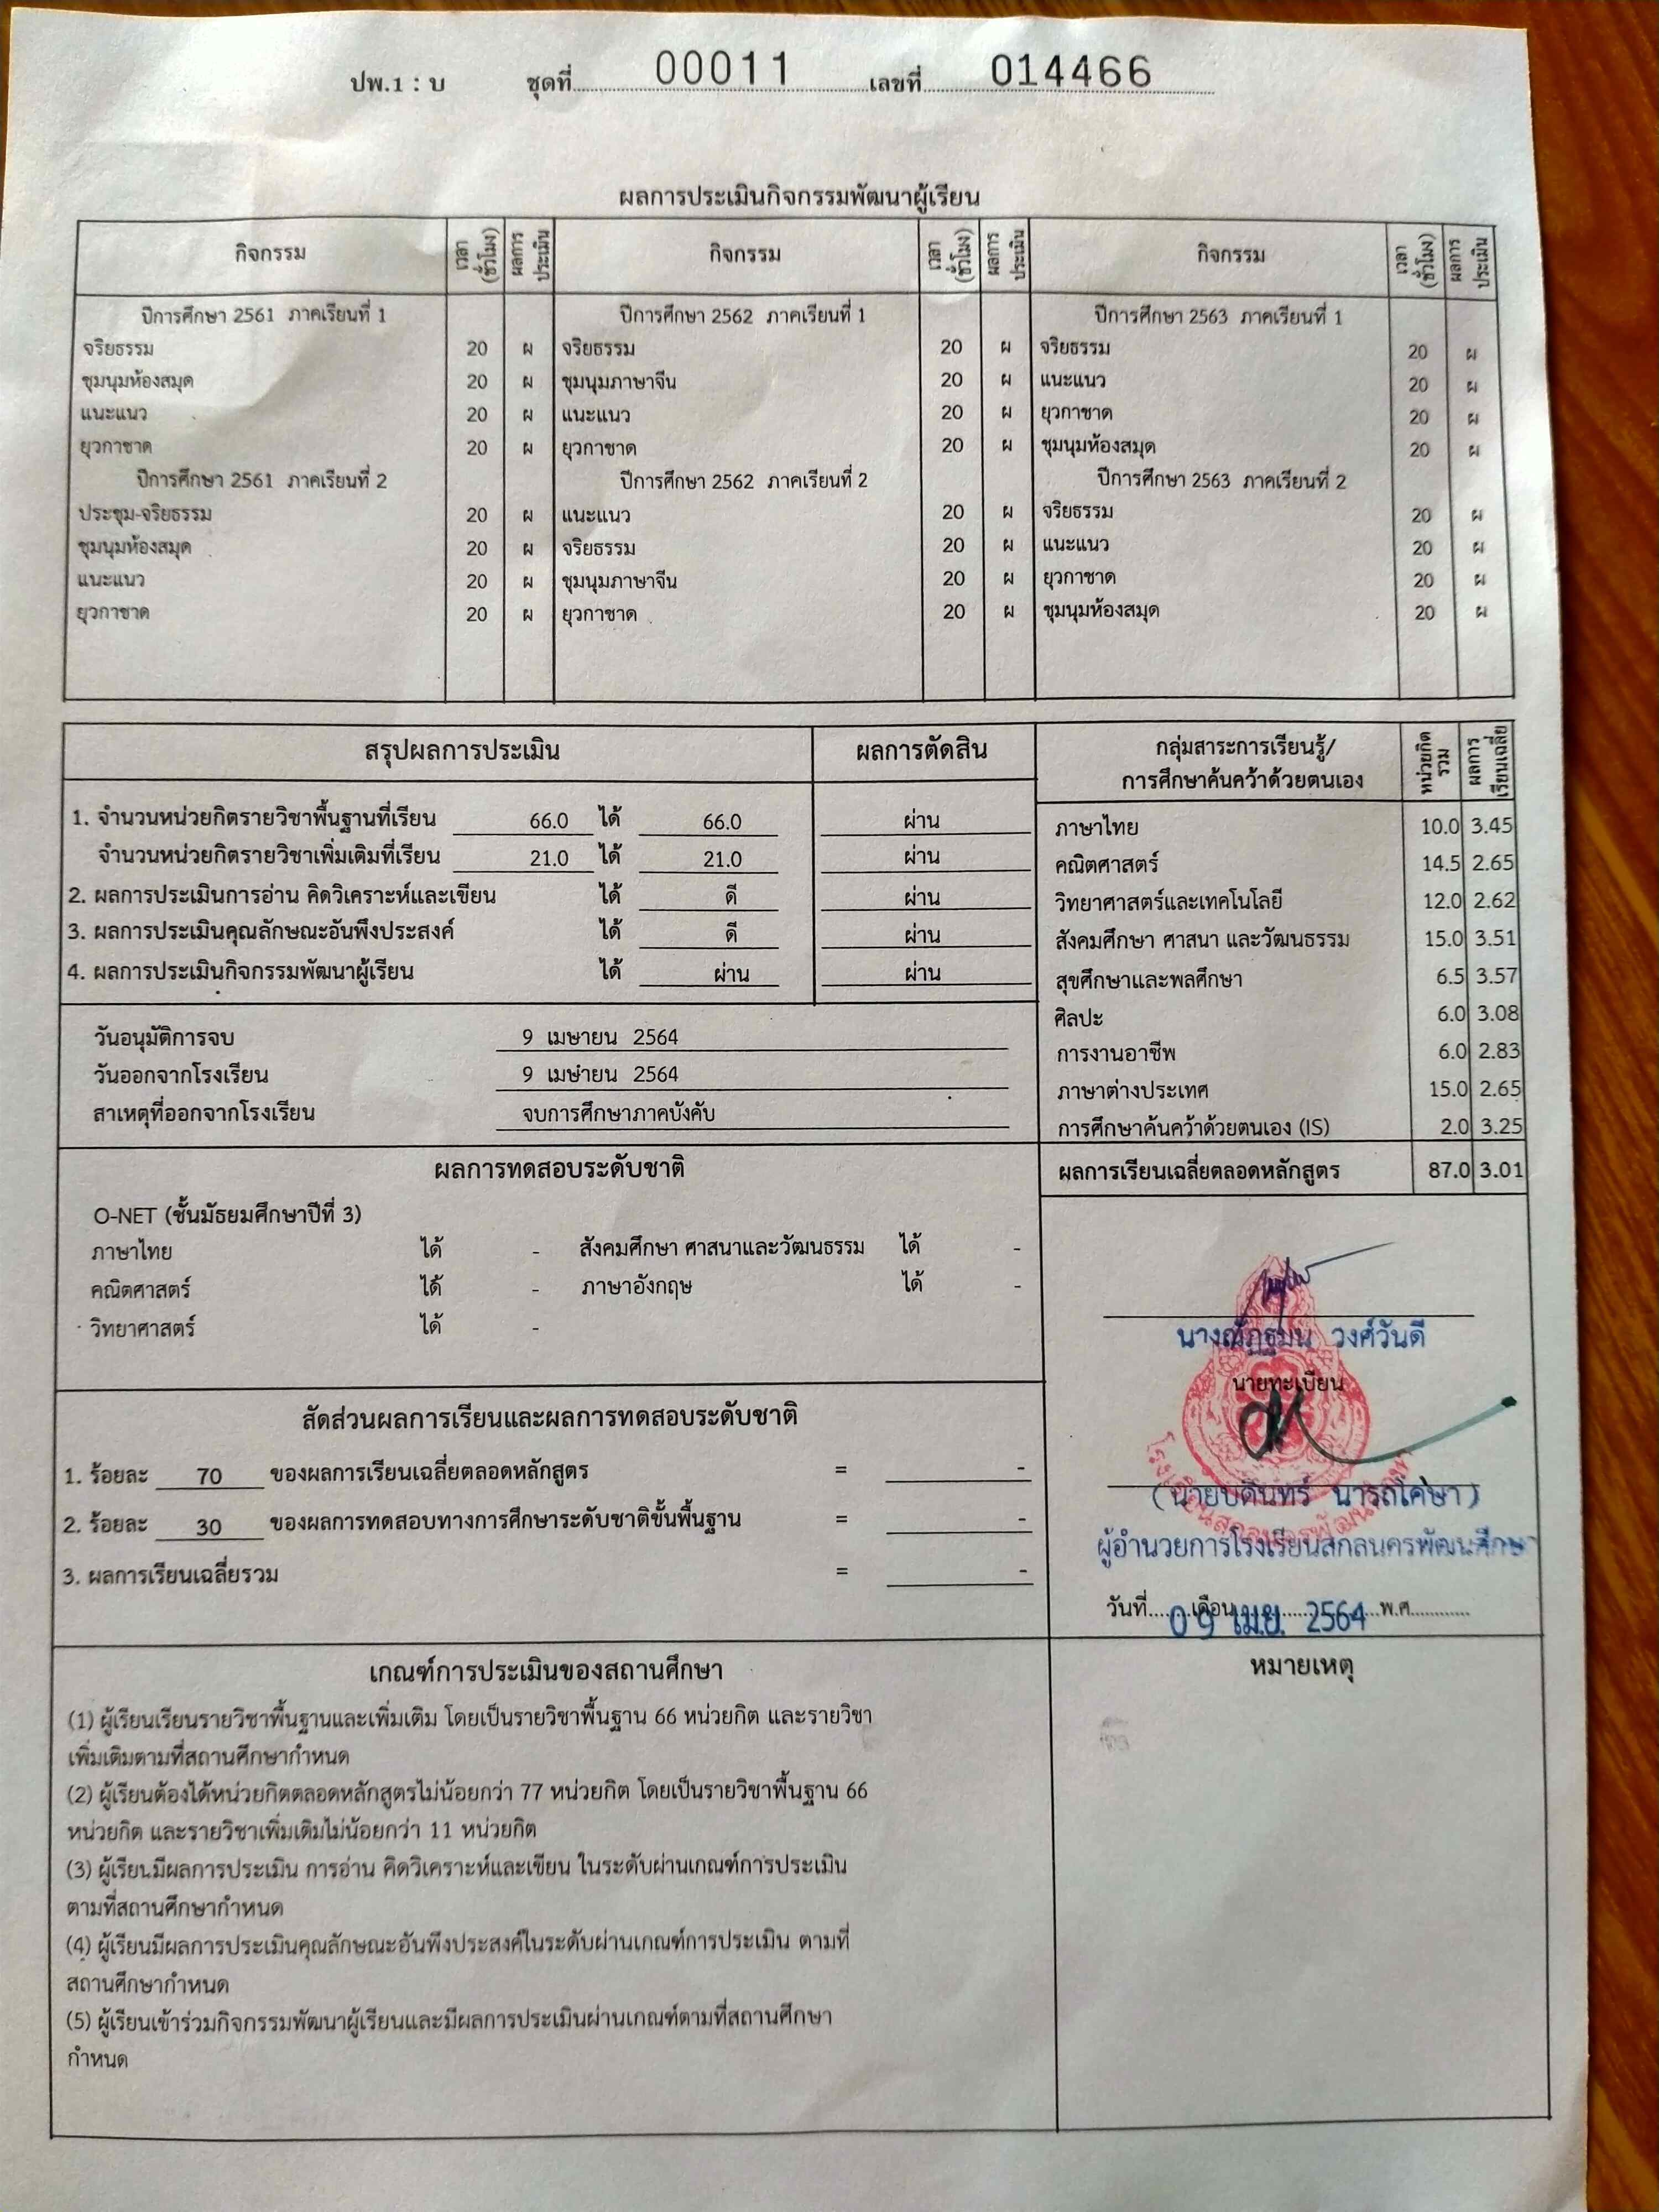 ปพ.1 : บ ชุดที่ 00011 เลขที่ 014466
ผลการประเมินกิจกรรมพัฒนาผู้เรียน
กิจกรรม เวลา (ชั่วโมง) ผลการประเมิน กิจกรรม เวลา (ชั่วโมง) ผลการประเมิน กิจกรรม เวลา (ชั่วโมง) ผลการประเมิน
ปีการศึกษา 2561 ภาคเรียนที่ 1 ปีการศึกษา 2562 ภาคเรียนที่ 1 ปีการศึกษา 2563 ภาคเรียนที่ 1
จริยธรรม 20 ผ จริยธรรม 20 ผ จริยธรรม 20 ผ
ชุมนุมห้องสมุด 20 ผ ชุมนุมภาษาจีน 20 ผ แนะแนว 20 ผ
แนะแนว 20 ผ แนะแนว 20 ผ ยุวกาชาด 20 ผ
ยุวกาชาด 20 ผ ยุวกาชาด 20 ผ ชุมนุมห้องสมุด 20 ผ
ปีการศึกษา 2561 ภาคเรียนที่ 2 ปีการศึกษา 2562 ภาคเรียนที่ 2 ปีการศึกษา 2563 ภาคเรียนที่ 2
ประชุม-จริยธรรม 20 ผ แนะแนว 20 ผ จริยธรรม 20 ผ
ชุมนุมห้องสมุด 20 ผ จริยธรรม 20 ผ แนะแนว 20 ผ
แนะแนว 20 ผ ชุมนุมภาษาจีน 20 ผ ยุวกาชาด 20 ผ
ยุวกาชาด 20 ผ ยุวกาชาด 20 ผ ชุมนุมห้องสมุด 20 ผ
สรุปผลการประเมิน ผลการตัดสิน
1. จำนวนหน่วยกิตรายวิชาพื้นฐานที่เรียน 66.0 ได้ 66.0 ผ่าน
จำนวนหน่วยกิตรายวิชาเพิ่มเติมที่เรียน 21.0 ได้ 21.0 ผ่าน
2. ผลการประเมินการอ่าน คิดวิเคราะห์และเขียน ได้ ดี ผ่าน
3. ผลการประเมินคุณลักษณะอันพึงประสงค์ ได้ ดี ผ่าน
4. ผลการประเมินกิจกรรมพัฒนาผู้เรียน ได้ ผ่าน ผ่าน
วันอนุมัติการจบ 9 เมษายน 2564
วันออกจากโรงเรียน 9 เมษายน 2564
สาเหตุที่ออกจากโรงเรียน จบการศึกษาภาคบังคับ
กลุ่มสาระการเรียนรู้/
การศึกษาค้นคว้าด้วยตนเอง หน่วยกิตรวม ผลการเรียนเฉลี่ย
ภาษาไทย 10.0 3.45
คณิตศาสตร์ 14.5 2.65
วิทยาศาสตร์และเทคโนโลยี 12.0 2.62
สังคมศึกษา ศาสนา และวัฒนธรรม 15.0 3.51
สุขศึกษาและพลศึกษา 6.5 3.57
ศิลปะ 6.0 3.08
การงานอาชีพ 6.0 2.83
ภาษาต่างประเทศ 15.0 2.65
การศึกษาค้นคว้าด้วยตนเอง (IS) 2.0 3.25
ผลการเรียนเฉลี่ยตลอดหลักสูตร 87.0 3.01
ผลการทดสอบระดับชาติ
O-NET (ชั้นมัธยมศึกษาปีที่ 3)
ภาษาไทย ได้ - สังคมศึกษา ศาสนาและวัฒนธรรม ได้ -
คณิตศาสตร์ ได้ - ภาษาอังกฤษ ได้ -
วิทยาศาสตร์ ได้ -
สัดส่วนผลการเรียนและผลการทดสอบระดับชาติ
1. ร้อยละ 70 ของผลการเรียนเฉลี่ยตลอดหลักสูตร = -
2. ร้อยละ 30 ของผลการทดสอบทางการศึกษาระดับชาติขั้นพื้นฐาน = -
3. ผลการเรียนเฉลี่ยรวม = -
นางณัฏฐมน วงศ์วันดี
นายทะเบียน
(นายบดินทร์ นารถโคษา)
ผู้อำนวยการโรงเรียนสกลนครพัฒนศึกษา
วันที่........เดือน...................พ.ศ............
09 เม.ย. 2564
เกณฑ์การประเมินของสถานศึกษา
(1) ผู้เรียนเรียนรายวิชาพื้นฐานและเพิ่มเติม โดยเป็นรายวิชาพื้นฐาน 66 หน่วยกิต และรายวิชา
เพิ่มเติมตามที่สถานศึกษากำหนด
(2) ผู้เรียนต้องได้หน่วยกิตตลอดหลักสูตรไม่น้อยกว่า 77 หน่วยกิต โดยเป็นรายวิชาพื้นฐาน 66
หน่วยกิต และรายวิชาเพิ่มเติมไม่น้อยกว่า 11 หน่วยกิต
(3) ผู้เรียนมีผลการประเมิน การอ่าน คิดวิเคราะห์และเขียน ในระดับผ่านเกณฑ์การประเมิน
ตามที่สถานศึกษากำหนด
(4) ผู้เรียนมีผลการประเมินคุณลักษณะอันพึงประสงค์ในระดับผ่านเกณฑ์การประเมิน ตามที่
สถานศึกษากำหนด
(5) ผู้เรียนเข้าร่วมกิจกรรมพัฒนาผู้เรียนและมีผลการประเมินผ่านเกณฑ์ตามที่สถานศึกษา
กำหนด
หมายเหตุ